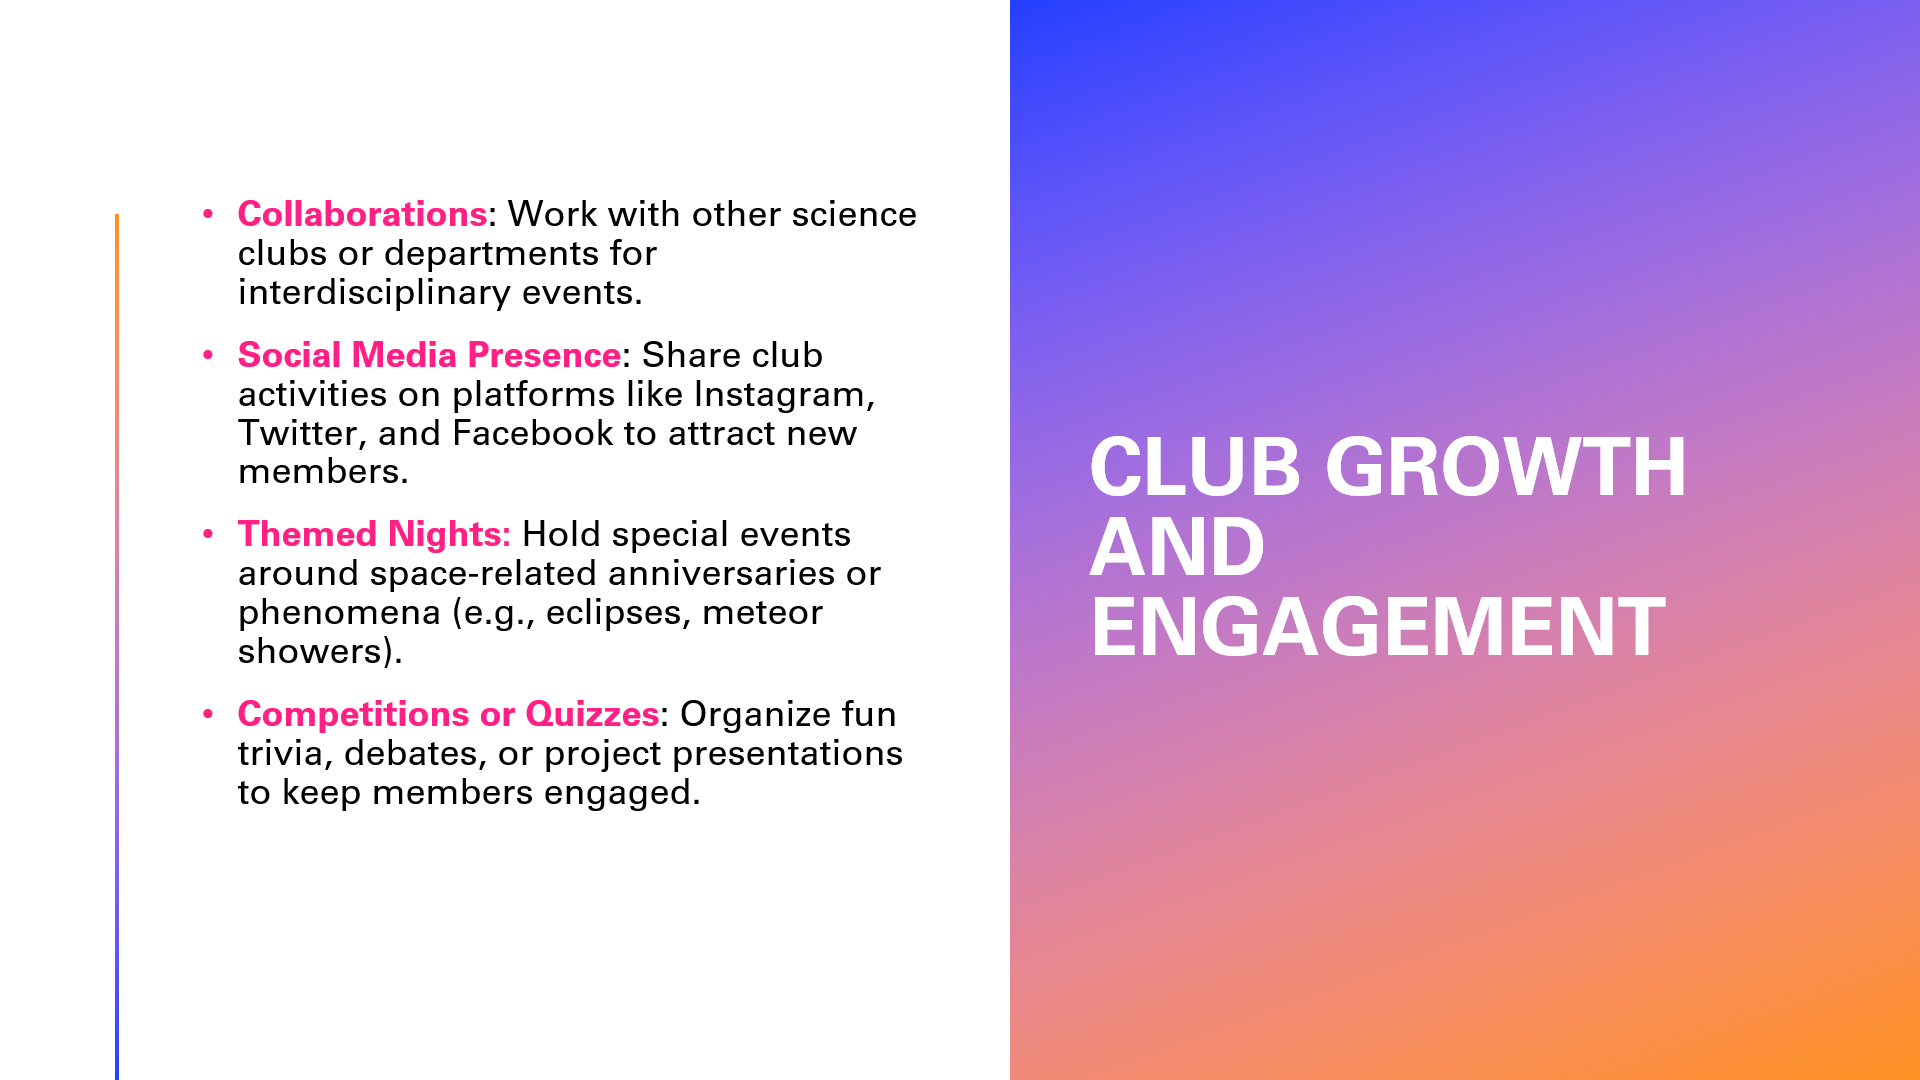 • Collaborations: Work with other science
clubs or departments for
interdisciplinary events.
• Social Media Presence: Share club
activities on platforms like Instagram,
Twitter, and Facebook to attract new
members.
• Themed Nights: Hold special events
around space-related anniversaries or
phenomena (e.g., eclipses, meteor
showers).
• Competitions or Quizzes: Organize fun
trivia, debates, or project presentations
to keep members engaged.
CLUB GROWTH
AND
ENGAGEMENT